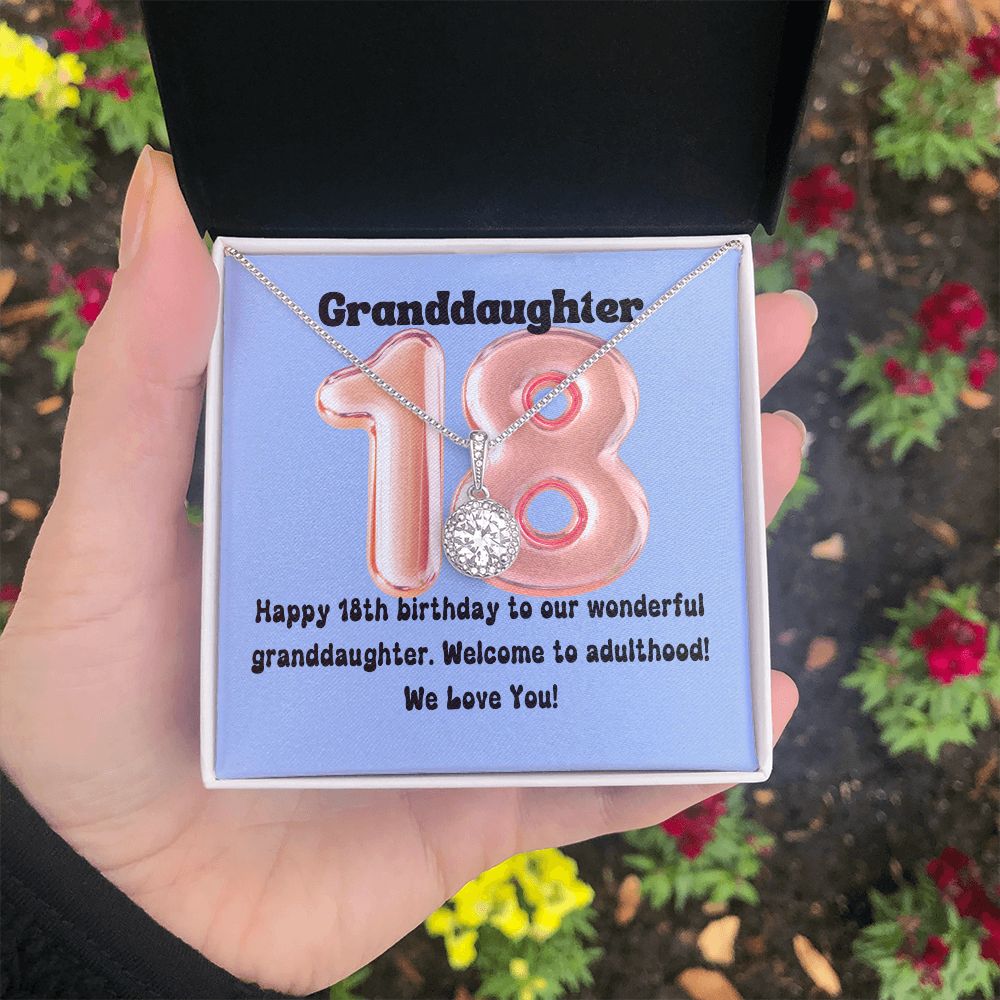 Granddaughter
18
Happy 18th birthday to our wonderful
granddaughter. Welcome to adulthood!
We Love You!